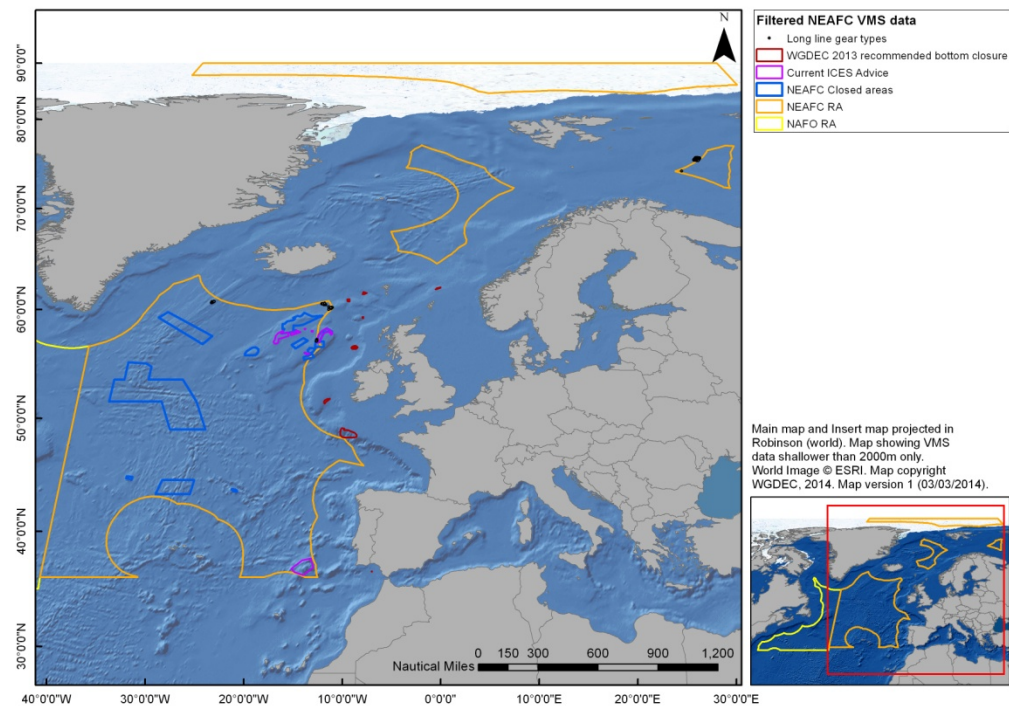 N
90°0'0"
80°0'0"N
70°0'0"N
60°0'0"N
50°0'0"N
40°0'0"N
30°0'0"N
Nautical Miles 0 150 300 600 900 1,200
40°0'0"W 30°0'0"W 20°0'0"W 10°0'0"W 0°0'0" 10°0'0"E 20°0'0"E 30°0'0"E
Filtered NEAFC VMS data
Long line gear types
WGDEC 2013 recommended bottom closure
Current ICES Advice
NEAFC Closed areas
NEAFC RA
NAFO RA
Main map and Insert map projected in
Robinson (world). Map showing VMS
data shallower than 2000m only.
World Image © ESRI. Map copyright
WGDEC, 2014. Map version 1 (03/03/2014).